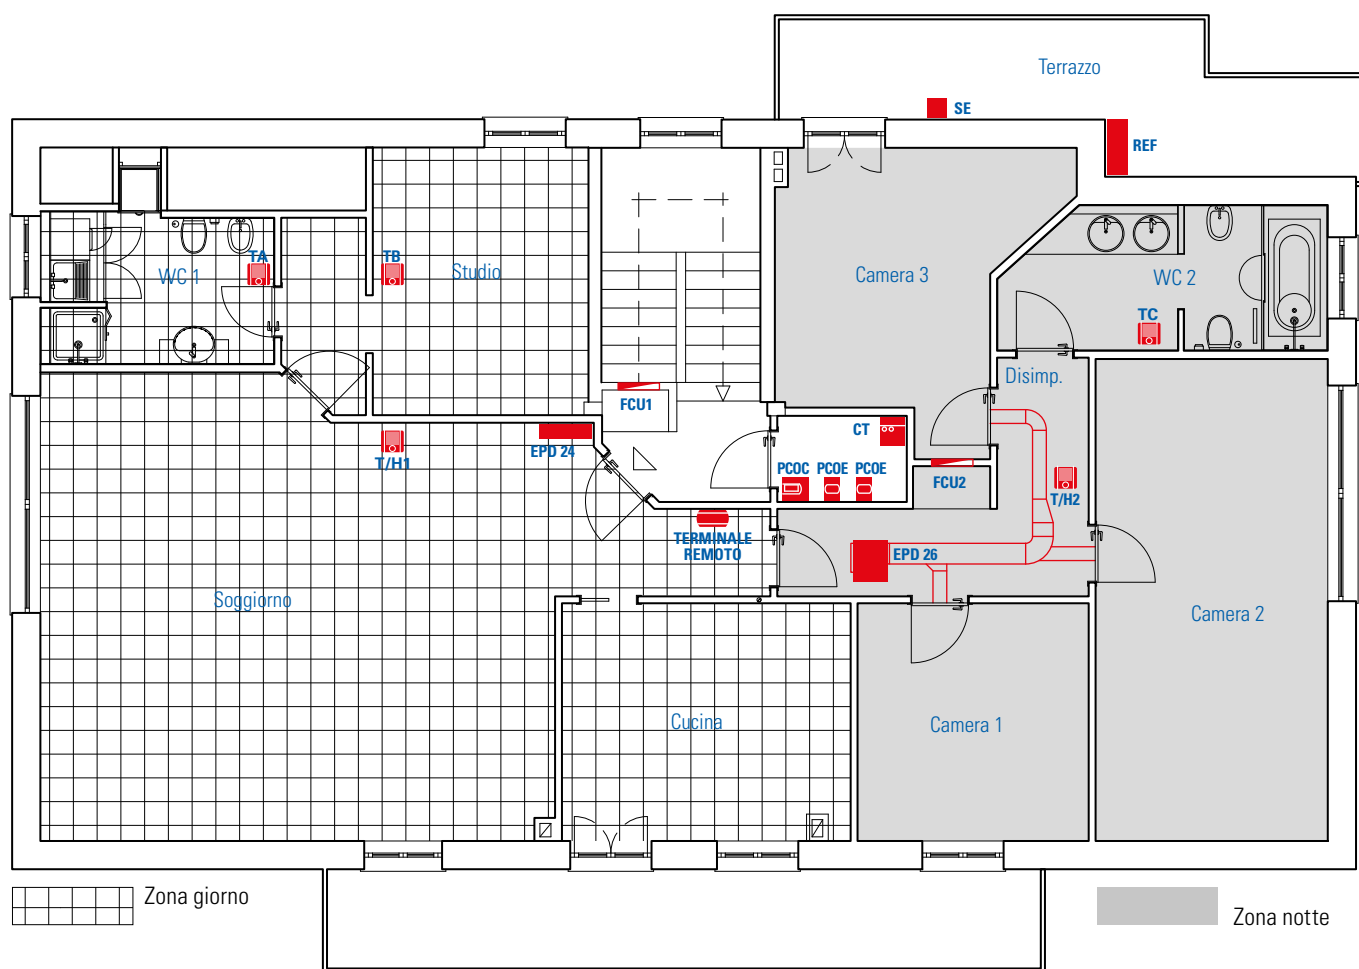 Terrazzo
SE
REF
TA
WC 1
TB
Studio
Camera 3
WC 2
TC
Disimp.
FCU1
CT
EPD 24
T/H1
PCOC
PCOE
PCOE
FCU2
T/H2
TERMINALE
REMOTO
EPD 26
Soggiorno
Camera 2
Cucina
Camera 1
Zona giorno
Zona notte